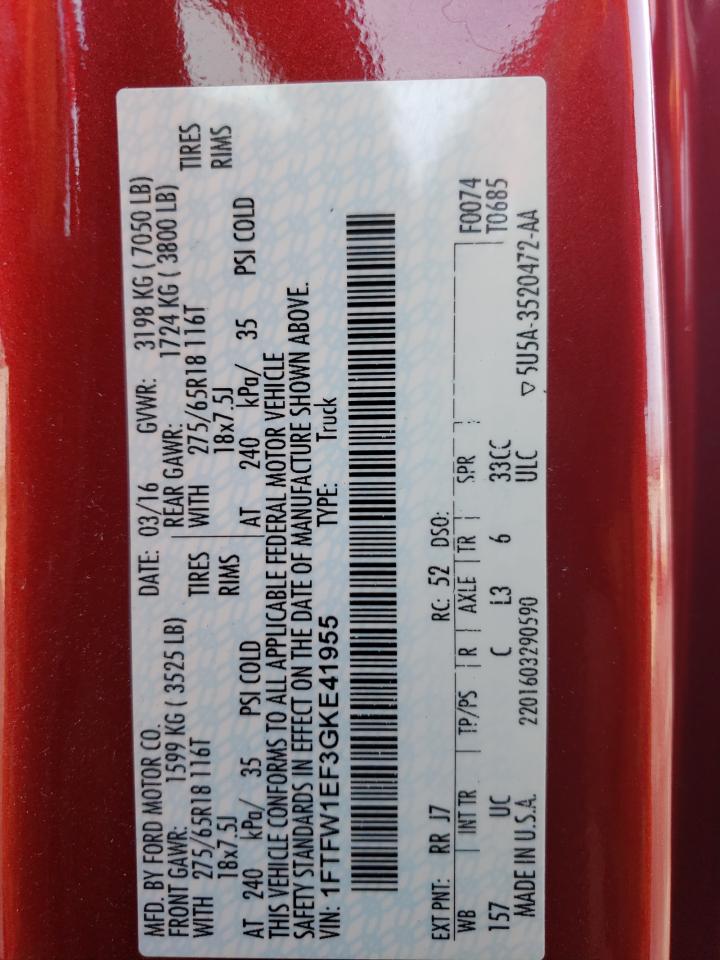 MFD. BY FORD MOTOR CO.
DATE: 03/16 GVWR: 3198 KG ( 7050 LB)
FRONT GAWR: 1599 KG ( 3525 LB)
REAR GAWR: 1724 KG ( 3800 LB)
WITH 275/65R18 116T TIRES
WITH 275/65R18 116T TIRES
18x7.5J RIMS
18x7.5J RIMS
AT 240 kPa/ 35 PSI COLD
AT 240 kPa/ 35 PSI COLD
THIS VEHICLE CONFORMS TO ALL APPLICABLE FEDERAL MOTOR VEHICLE
SAFETY STANDARDS IN EFFECT ON THE DATE OF MANUFACTURE SHOWN ABOVE.
VIN: 1FTFW1EF3GKE41955 TYPE: Truck
EXT PNT: RR J7 RC: 52 DSO: F0074
WB INT TR TP/PS R AXLE TR SPR T0685
157 UC C L3 6 33CC
ULC
MADE IN U.S.A. 2201603290590 ▽ 5U5A-3520472-AA